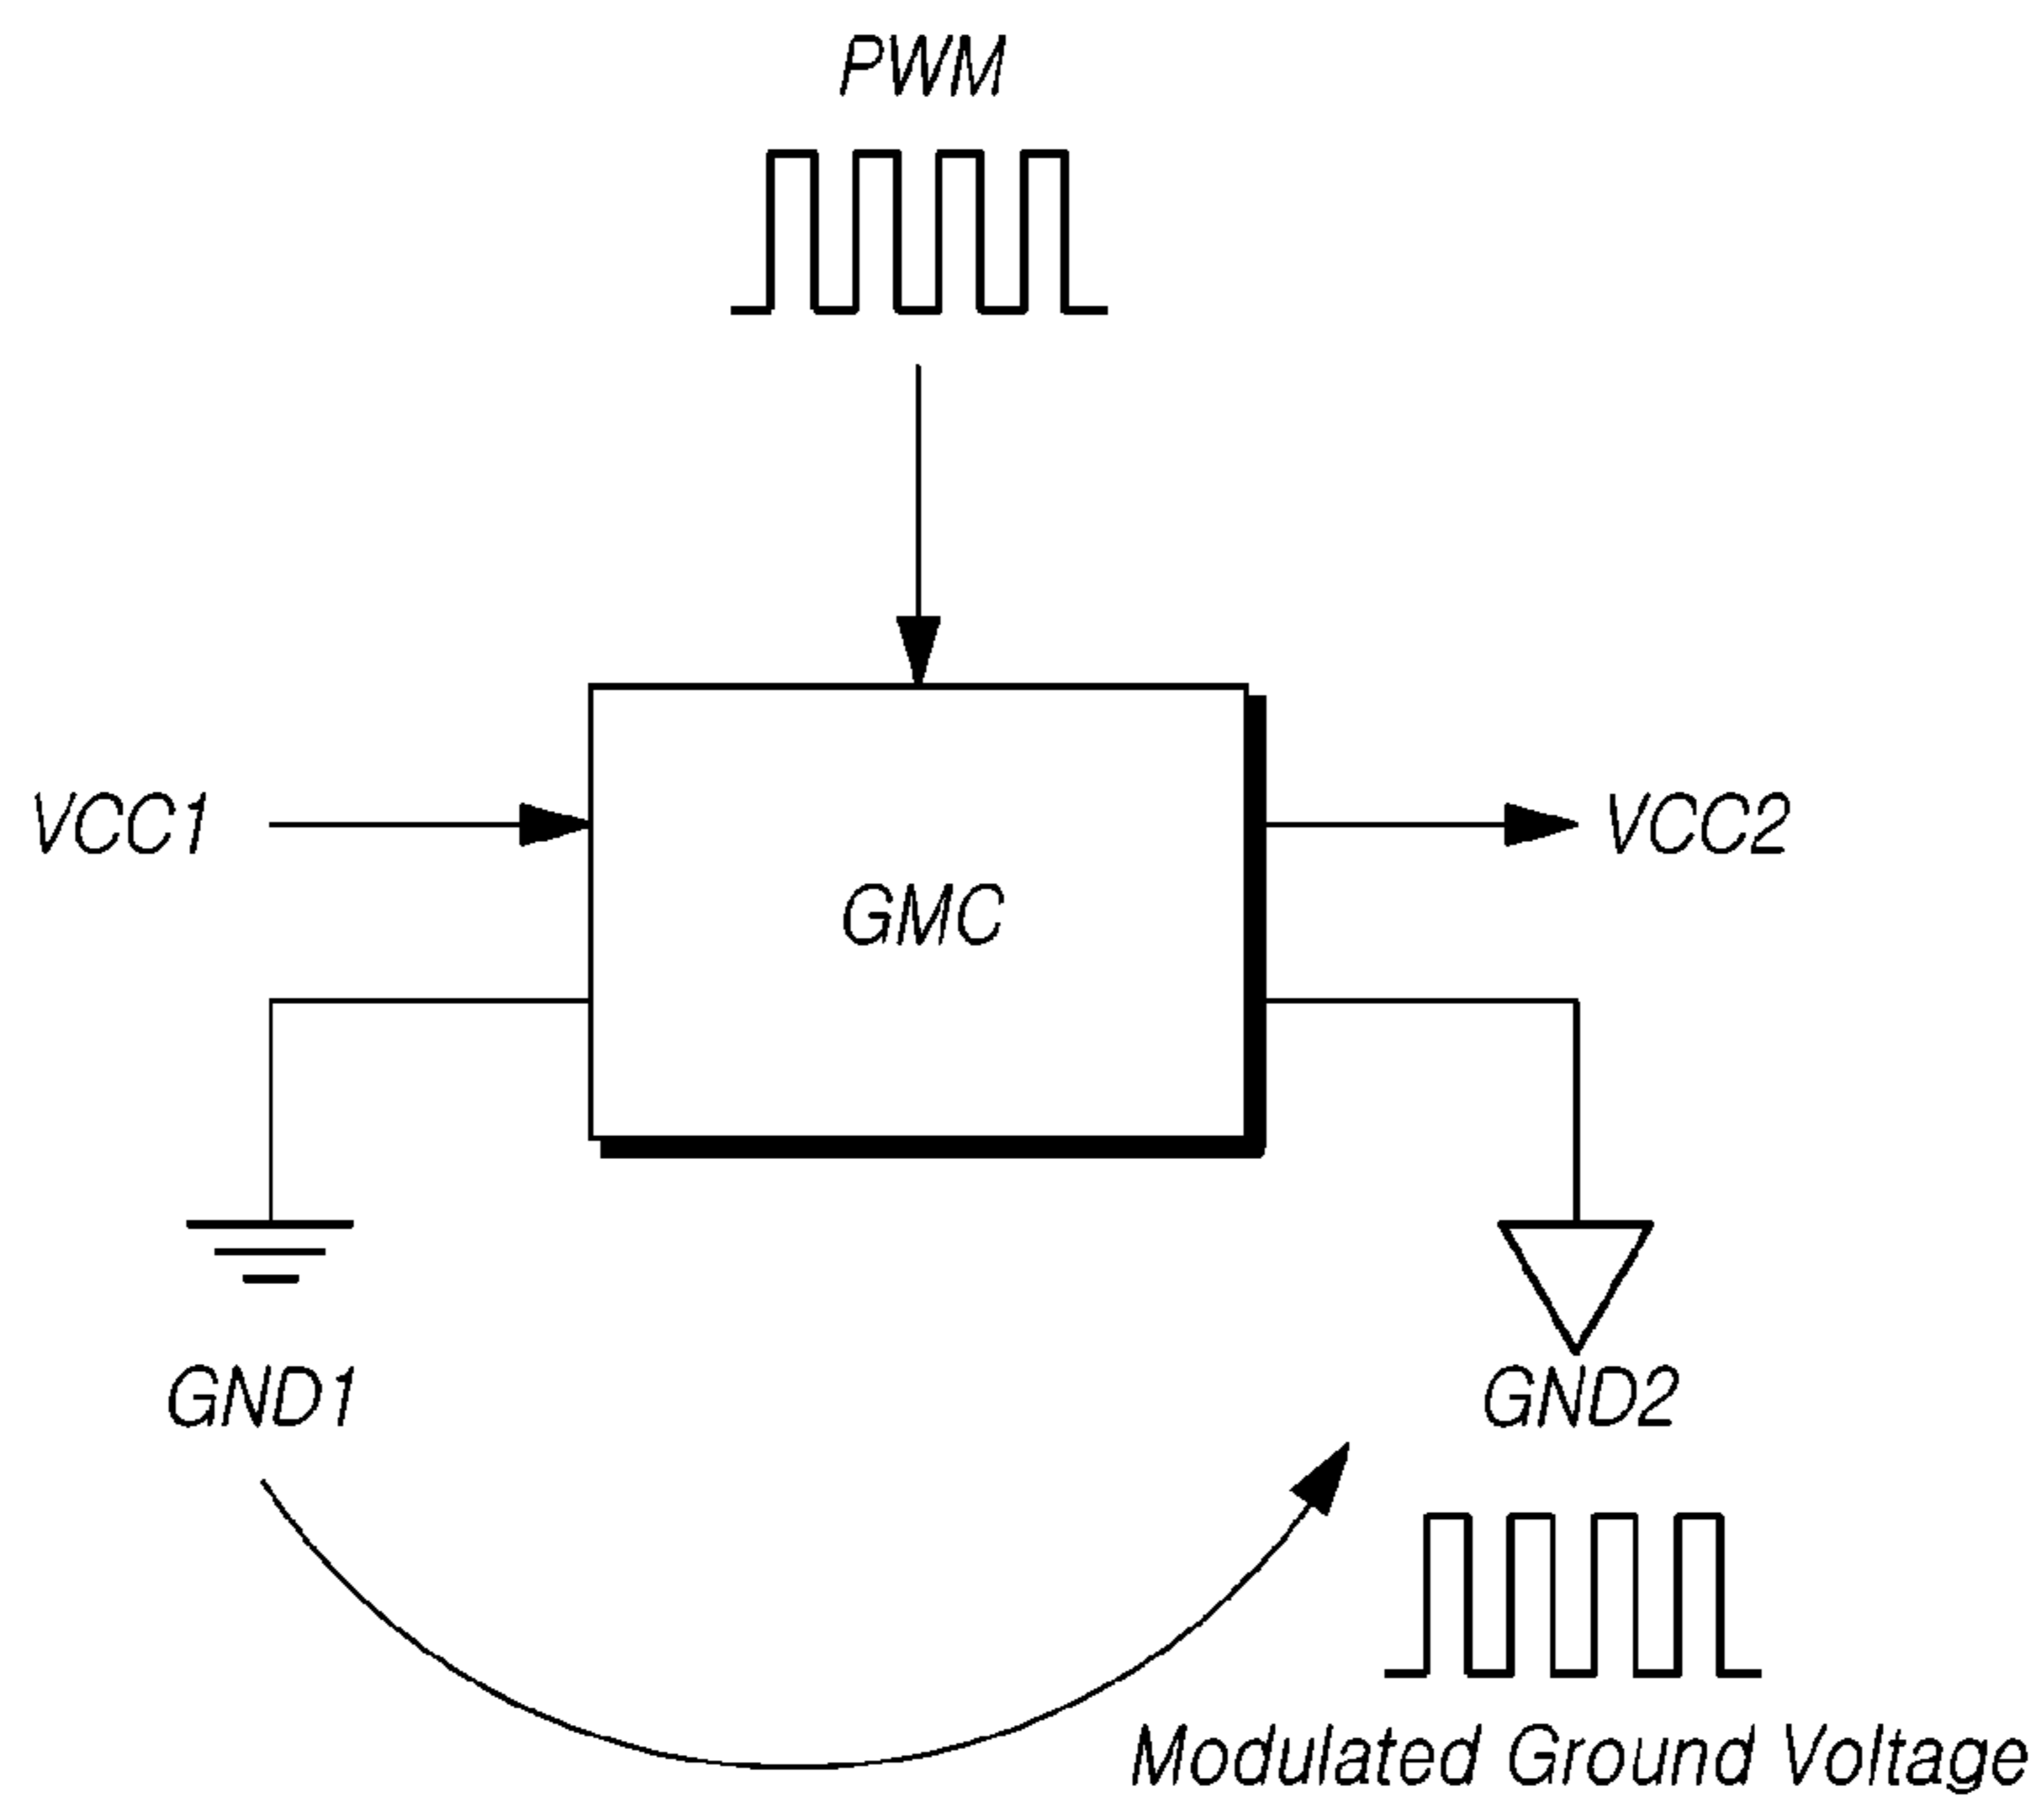 PWM
VCC1
VCC2
GMC
GND1
GND2
Modulated Ground Voltage